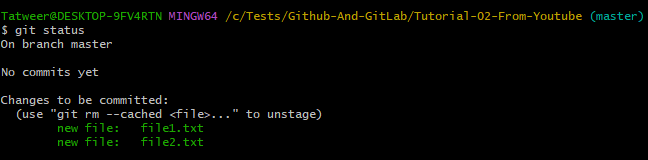 Tatweer@DESKTOP-9FV4RTN MINGW64 /c/Tests/Github-And-GitLab/Tutorial-02-From-Youtube (master)
$ git status
On branch master
No commits yet
Changes to be committed:
  (use "git rm --cached <file>..." to unstage)
        new file:   file1.txt
        new file:   file2.txt